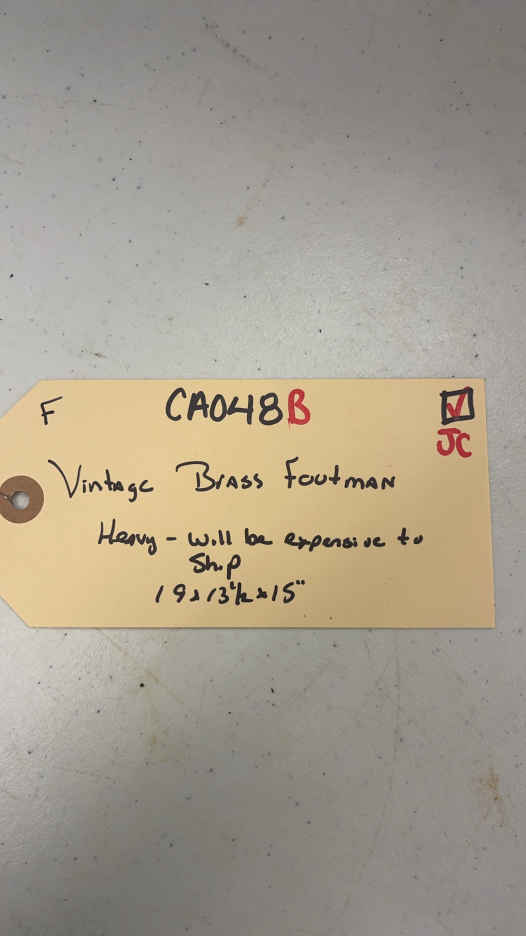 F CA048B
JC
Vintage Brass Footman
Heavy - will be expensive to
Ship
19x13½x15"